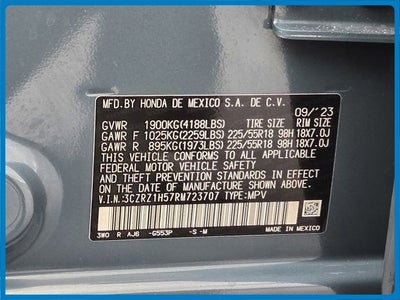 MFD.BY HONDA DE MEXICO S.A. DE C.V.
09/'23
GVWR 1900KG(4188LBS) TIRE SIZE RIM SIZE
GAWR F 1025KG(2259LBS) 225/55R18 98H 18X7.0J
GAWR R 895KG(1973LBS) 225/55R18 98H 18X7.0J
THIS VEHICLE CONFORMS TO ALL APPLICABLE
FEDERAL MOTOR VEHICLE SAFETY
AND THEFT PREVENTION STANDARDS IN EFFECT
ON THE DATE OF MANUFACTURE SHOWN ABOVE.
V.I.N.:3CZRZ1H57RM723707 TYPE:MPV
3W0 R AJ6 -G553P -S -M
MADE IN MEXICO